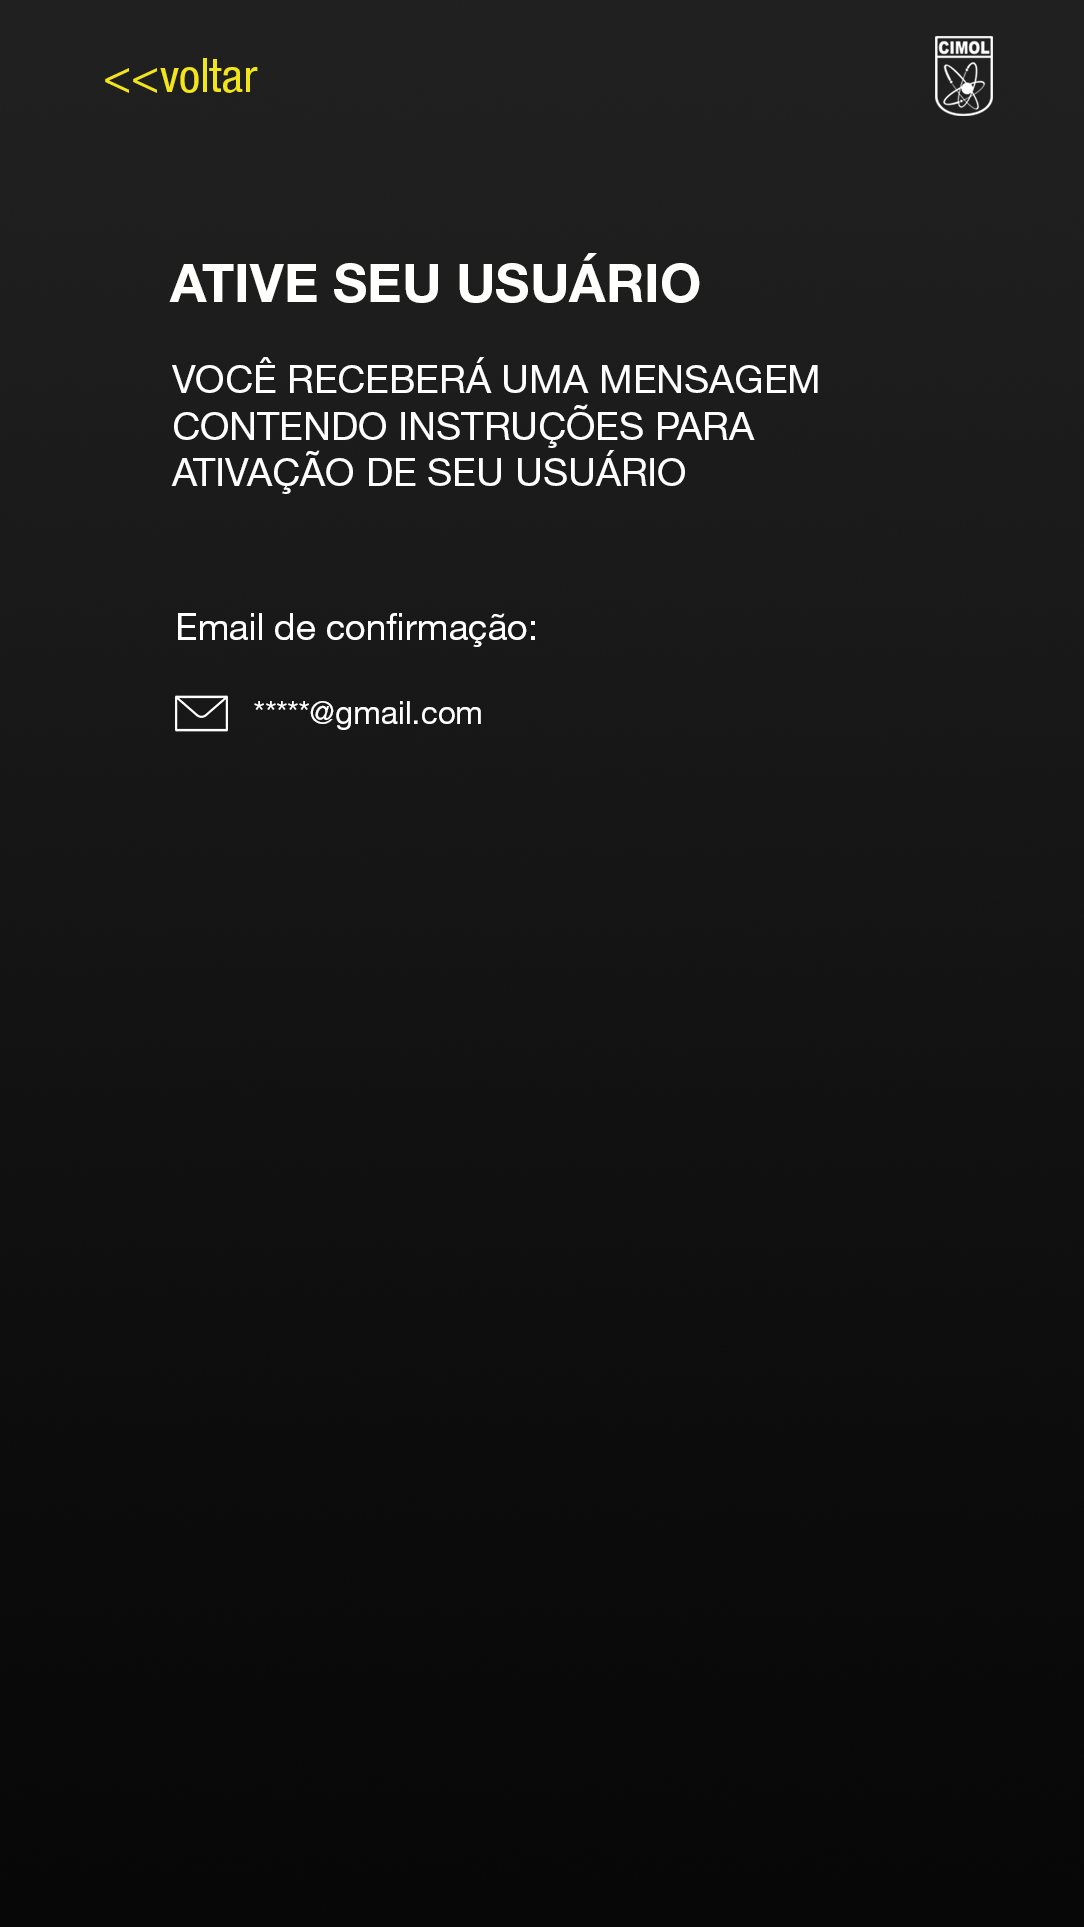 <<voltar
CIMOL
ATIVE SEU USUÁRIO
VOCÊ RECEBERÁ UMA MENSAGEM
CONTENDO INSTRUÇÕES PARA
ATIVAÇÃO DE SEU USUÁRIO
Email de confirmação:
*****@gmail.com